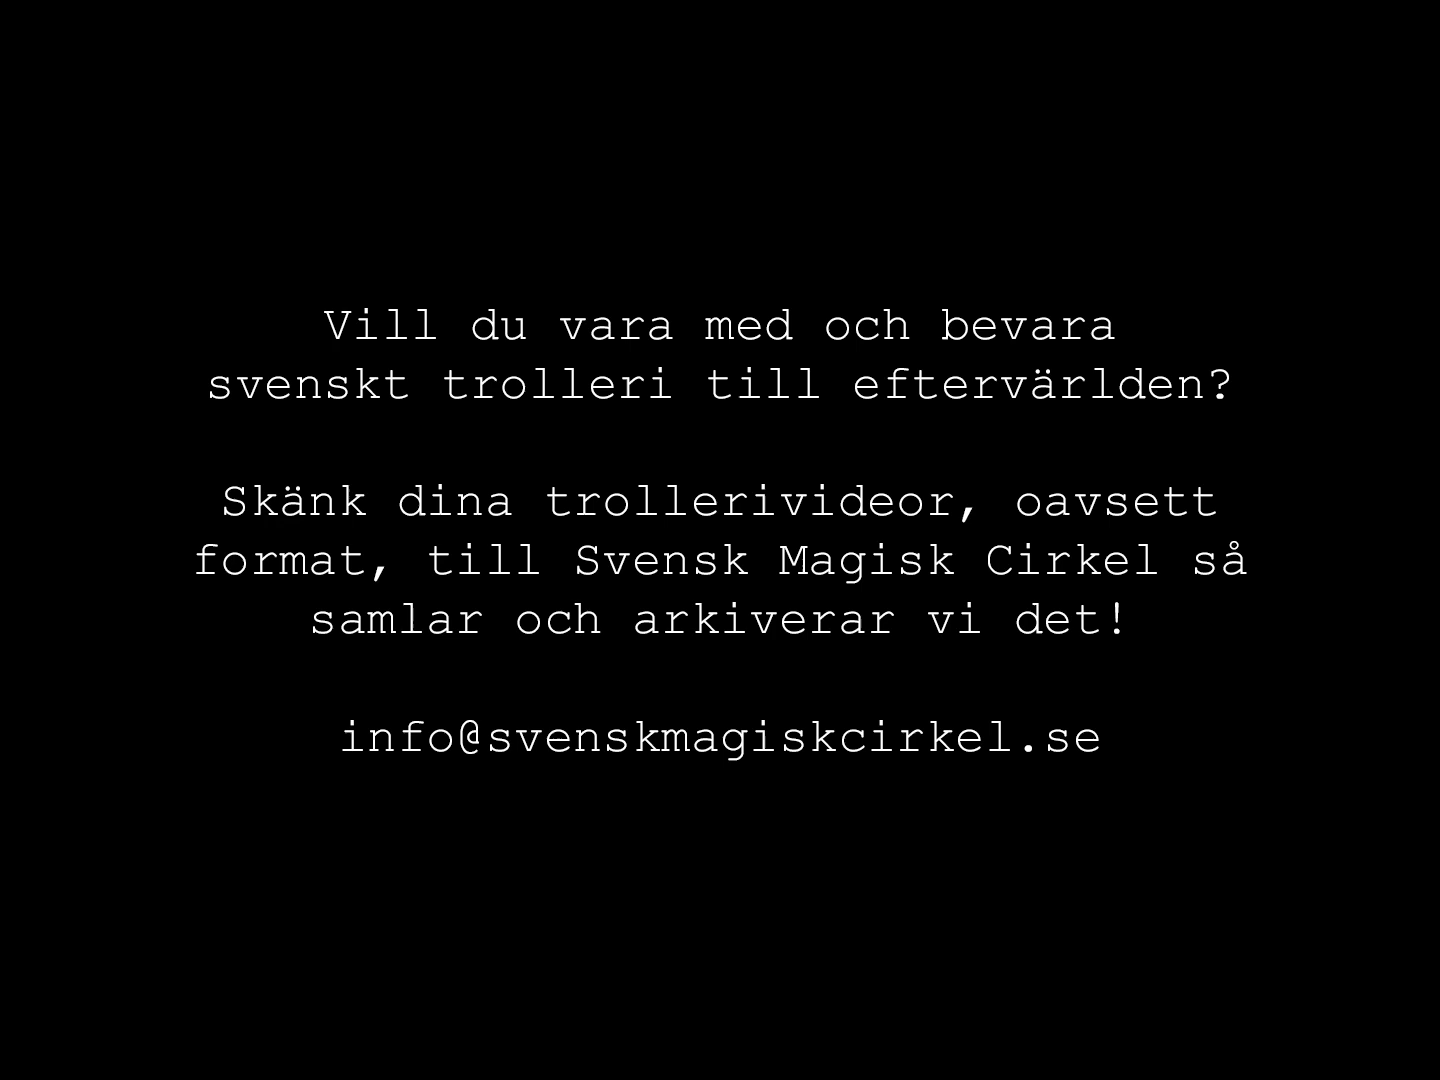 Vill du vara med och bevara
svenskt trolleri till eftervärlden?
Skänk dina trollerivideor, oavsett
format, till Svensk Magisk Cirkel så
samlar och arkiverar vi det!
info@svenskmagiskcirkel.se